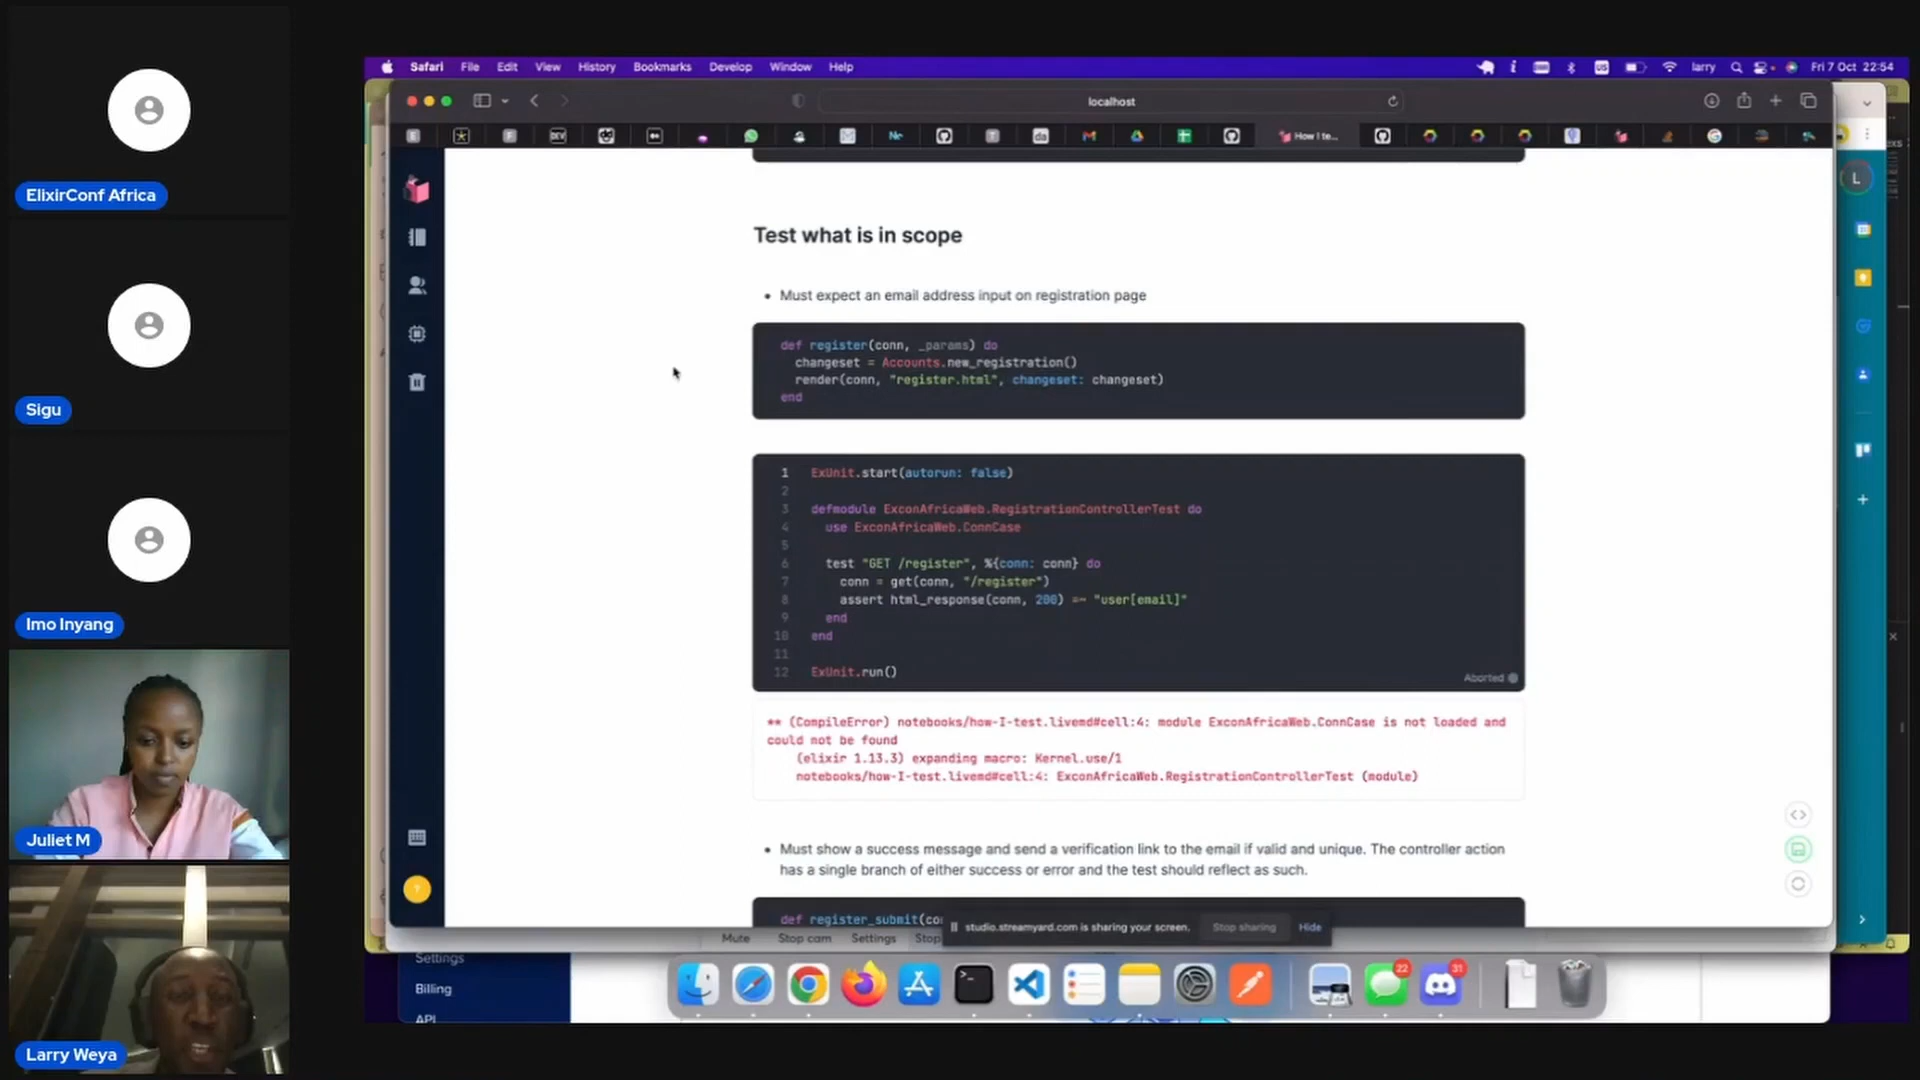 ElixirConf Africa
Sigu
Imo Inyang
Juliet M
Larry Weya
Safari File Edit View History Bookmarks Develop Window Help
larry Fri 7 Oct 22:54
localhost
How I te...
Test what is in scope
• Must expect an email address input on registration page
def register(conn, _params) do
changeset = Accounts.new_registration()
render(conn, "register.html", changeset: changeset)
end
1 ExUnit.start(autorun: false)
2
3 defmodule ExconAfricaWeb.RegistrationControllerTest do
4 use ExconAfricaWeb.ConnCase
5
6 test "GET /register", %{conn: conn} do
7 conn = get(conn, "/register")
8 assert html_response(conn, 200) =~ "user[email]"
9 end
10 end
11
12 ExUnit.run()
Aborted
** (CompileError) notebooks/how-I-test.livemd#cell:4: module ExconAfricaWeb.ConnCase is not loaded and
could not be found
(elixir 1.13.3) expanding macro: Kernel.use/1
notebooks/how-I-test.livemd#cell:4: ExconAfricaWeb.RegistrationControllerTest (module)
• Must show a success message and send a verification link to the email if valid and unique. The controller action
has a single branch of either success or error and the test should reflect as such.
def register_submit(co
studio.streamyard.com is sharing your screen. Stop sharing Hide
Mute Stop cam Settings Stop
Settings
Billing
API
22
31
L